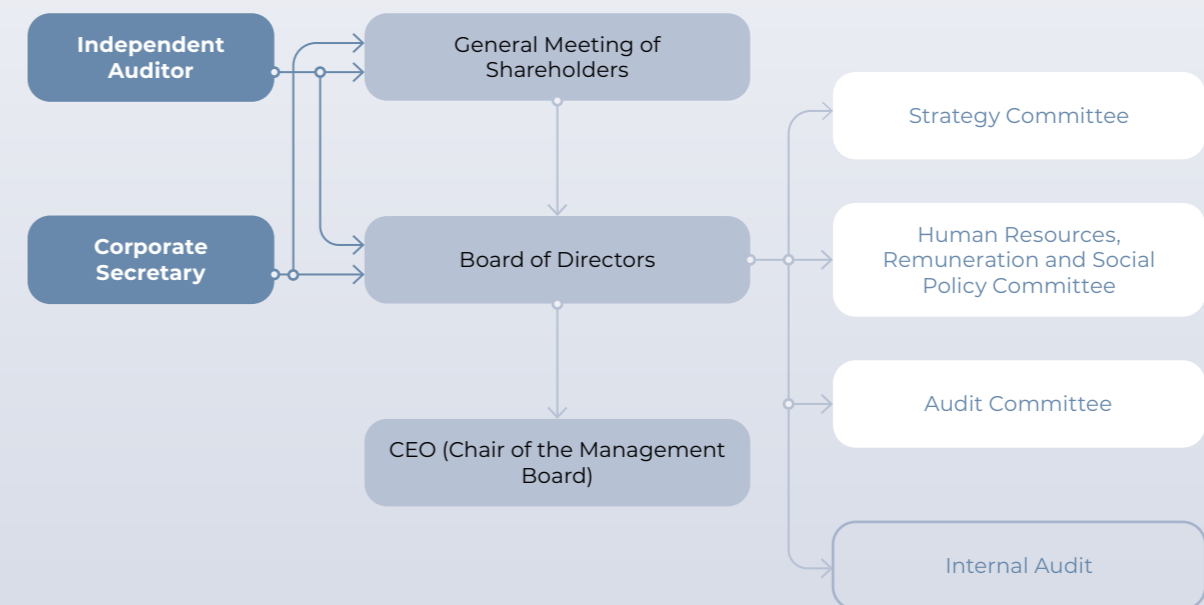 Independent
Auditor
General Meeting of
Shareholders
Strategy Committee
Corporate
Secretary
Board of Directors
Human Resources,
Remuneration and Social
Policy Committee
Audit Committee
CEO (Chair of the Management
Board)
Internal Audit